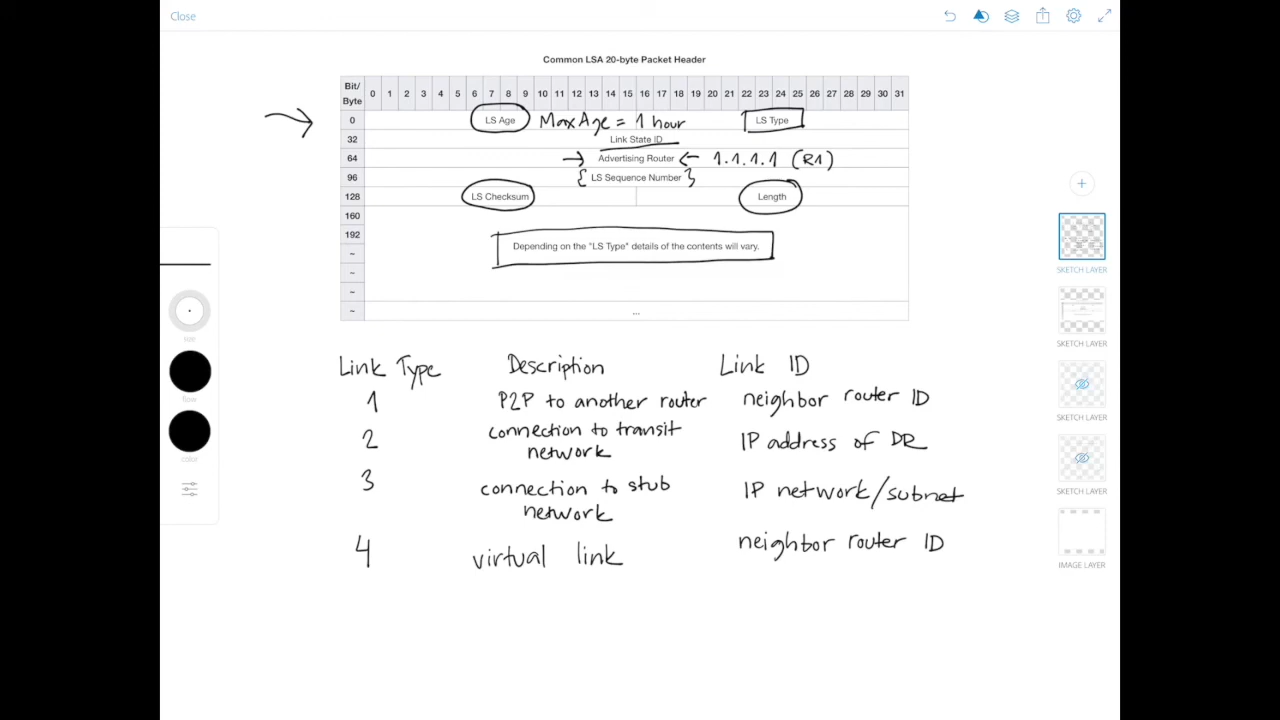 Close
Common LSA 20-byte Packet Header
Bit/
Byte 0 1 2 3 4 5 6 7 8 9 10 11 12 13 14 15 16 17 18 19 20 21 22 23 24 25 26 27 28 29 30 31
0 LS Age MaxAge = 1 hour LS Type
32 Link State ID
64 → Advertising Router ← 1.1.1.1 (R1)
96 { LS Sequence Number }
128 LS Checksum Length
160
192
Depending on the "LS Type" details of the contents will vary.
~
~
~
~ ...
Link Type Description Link ID
1 P2P to another router neighbor router ID
2 connection to transit IP address of DR
network
3 connection to stub IP network/subnet
network
4 virtual link neighbor router ID
size
flow
color
SKETCH LAYER
SKETCH LAYER
SKETCH LAYER
SKETCH LAYER
IMAGE LAYER